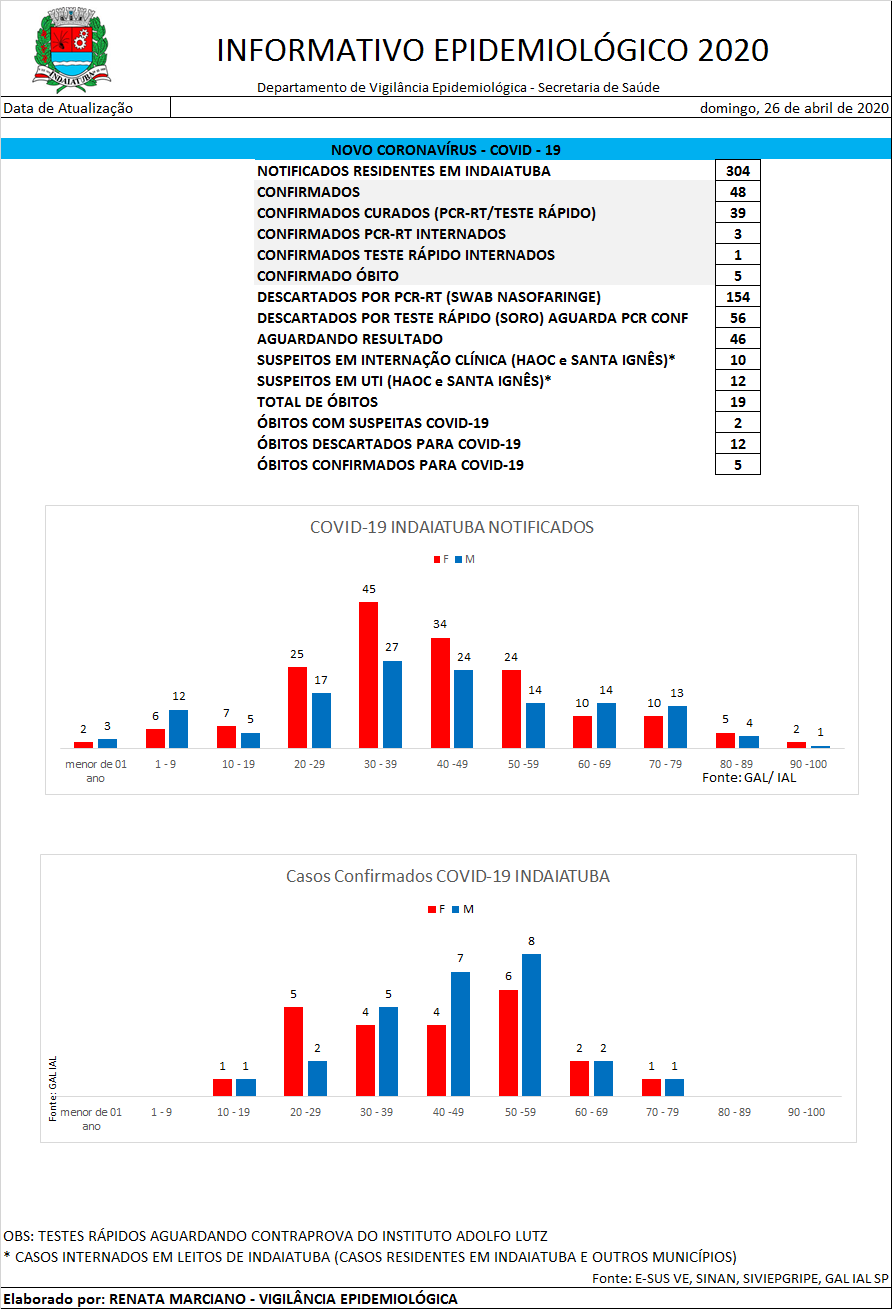 INDAIATUBA
INFORMATIVO EPIDEMIOLÓGICO 2020
Departamento de Vigilância Epidemiológica - Secretaria de Saúde
Data de Atualização domingo, 26 de abril de 2020
NOVO CORONAVÍRUS - COVID - 19
NOTIFICADOS RESIDENTES EM INDAIATUBA 304
CONFIRMADOS 48
CONFIRMADOS CURADOS (PCR-RT/TESTE RÁPIDO) 39
CONFIRMADOS PCR-RT INTERNADOS 3
CONFIRMADOS TESTE RÁPIDO INTERNADOS 1
CONFIRMADO ÓBITO 5
DESCARTADOS POR PCR-RT (SWAB NASOFARINGE) 154
DESCARTADOS POR TESTE RÁPIDO (SORO) AGUARDA PCR CONF 56
AGUARDANDO RESULTADO 46
SUSPEITOS EM INTERNAÇÃO CLÍNICA (HAOC e SANTA IGNÊS)* 10
SUSPEITOS EM UTI (HAOC e SANTA IGNÊS)* 12
TOTAL DE ÓBITOS 19
ÓBITOS COM SUSPEITAS COVID-19 2
ÓBITOS DESCARTADOS PARA COVID-19 12
ÓBITOS CONFIRMADOS PARA COVID-19 5
COVID-19 INDAIATUBA NOTIFICADOS
F M
2 3 6 12 7 5 25 17 45 27 34 24 24 14 10 14 10 13 5 4 2 1
menor de 01 1 - 9 10 - 19 20 -29 30 - 39 40 -49 50 -59 60 - 69 70 - 79 80 - 89 90 -100
ano
Fonte: GAL/ IAL
Casos Confirmados COVID-19 INDAIATUBA
F M
1 1 5 2 4 5 4 7 6 8 2 2 1 1
Fonte: GAL IAL
menor de 01 1 - 9 10 - 19 20 -29 30 - 39 40 -49 50 -59 60 - 69 70 - 79 80 - 89 90 -100
ano
OBS: TESTES RÁPIDOS AGUARDANDO CONTRAPROVA DO INSTITUTO ADOLFO LUTZ
* CASOS INTERNADOS EM LEITOS DE INDAIATUBA (CASOS RESIDENTES EM INDAIATUBA E OUTROS MUNICÍPIOS)
Fonte: E-SUS VE, SINAN, SIVIEPGRIPE, GAL IAL SP
Elaborado por: RENATA MARCIANO - VIGILÂNCIA EPIDEMIOLÓGICA